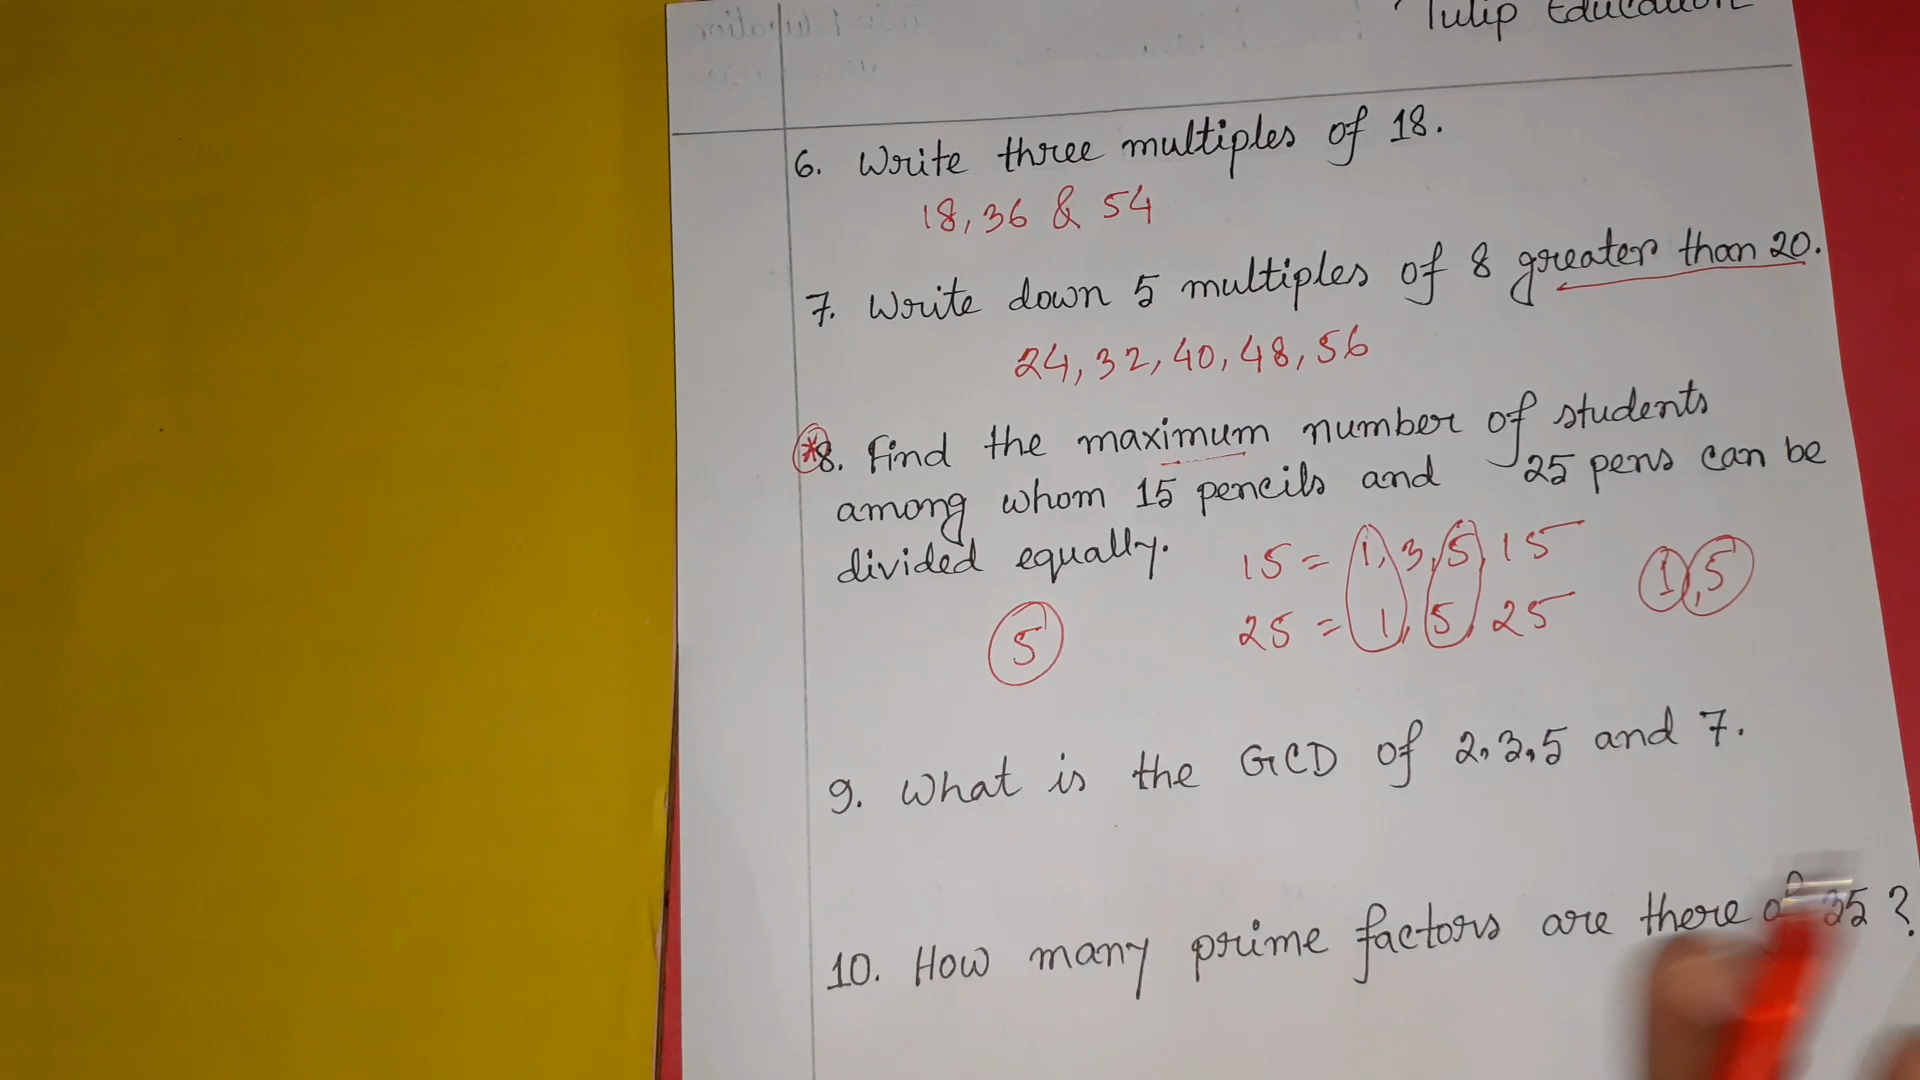 Tulip Education
6. Write three multiples of 18.
18, 36 & 54
7. Write down 5 multiples of 8 greater than 20.
24, 32, 40, 48, 56
*8. Find the maximum number of students
among whom 15 pencils and 25 pens can be
divided equally.
15 = 1, 3, 5, 15
25 = 1, 5, 25
1, 5
5
9. What is the GCD of 2, 3, 5 and 7.
10. How many prime factors are there of 35?